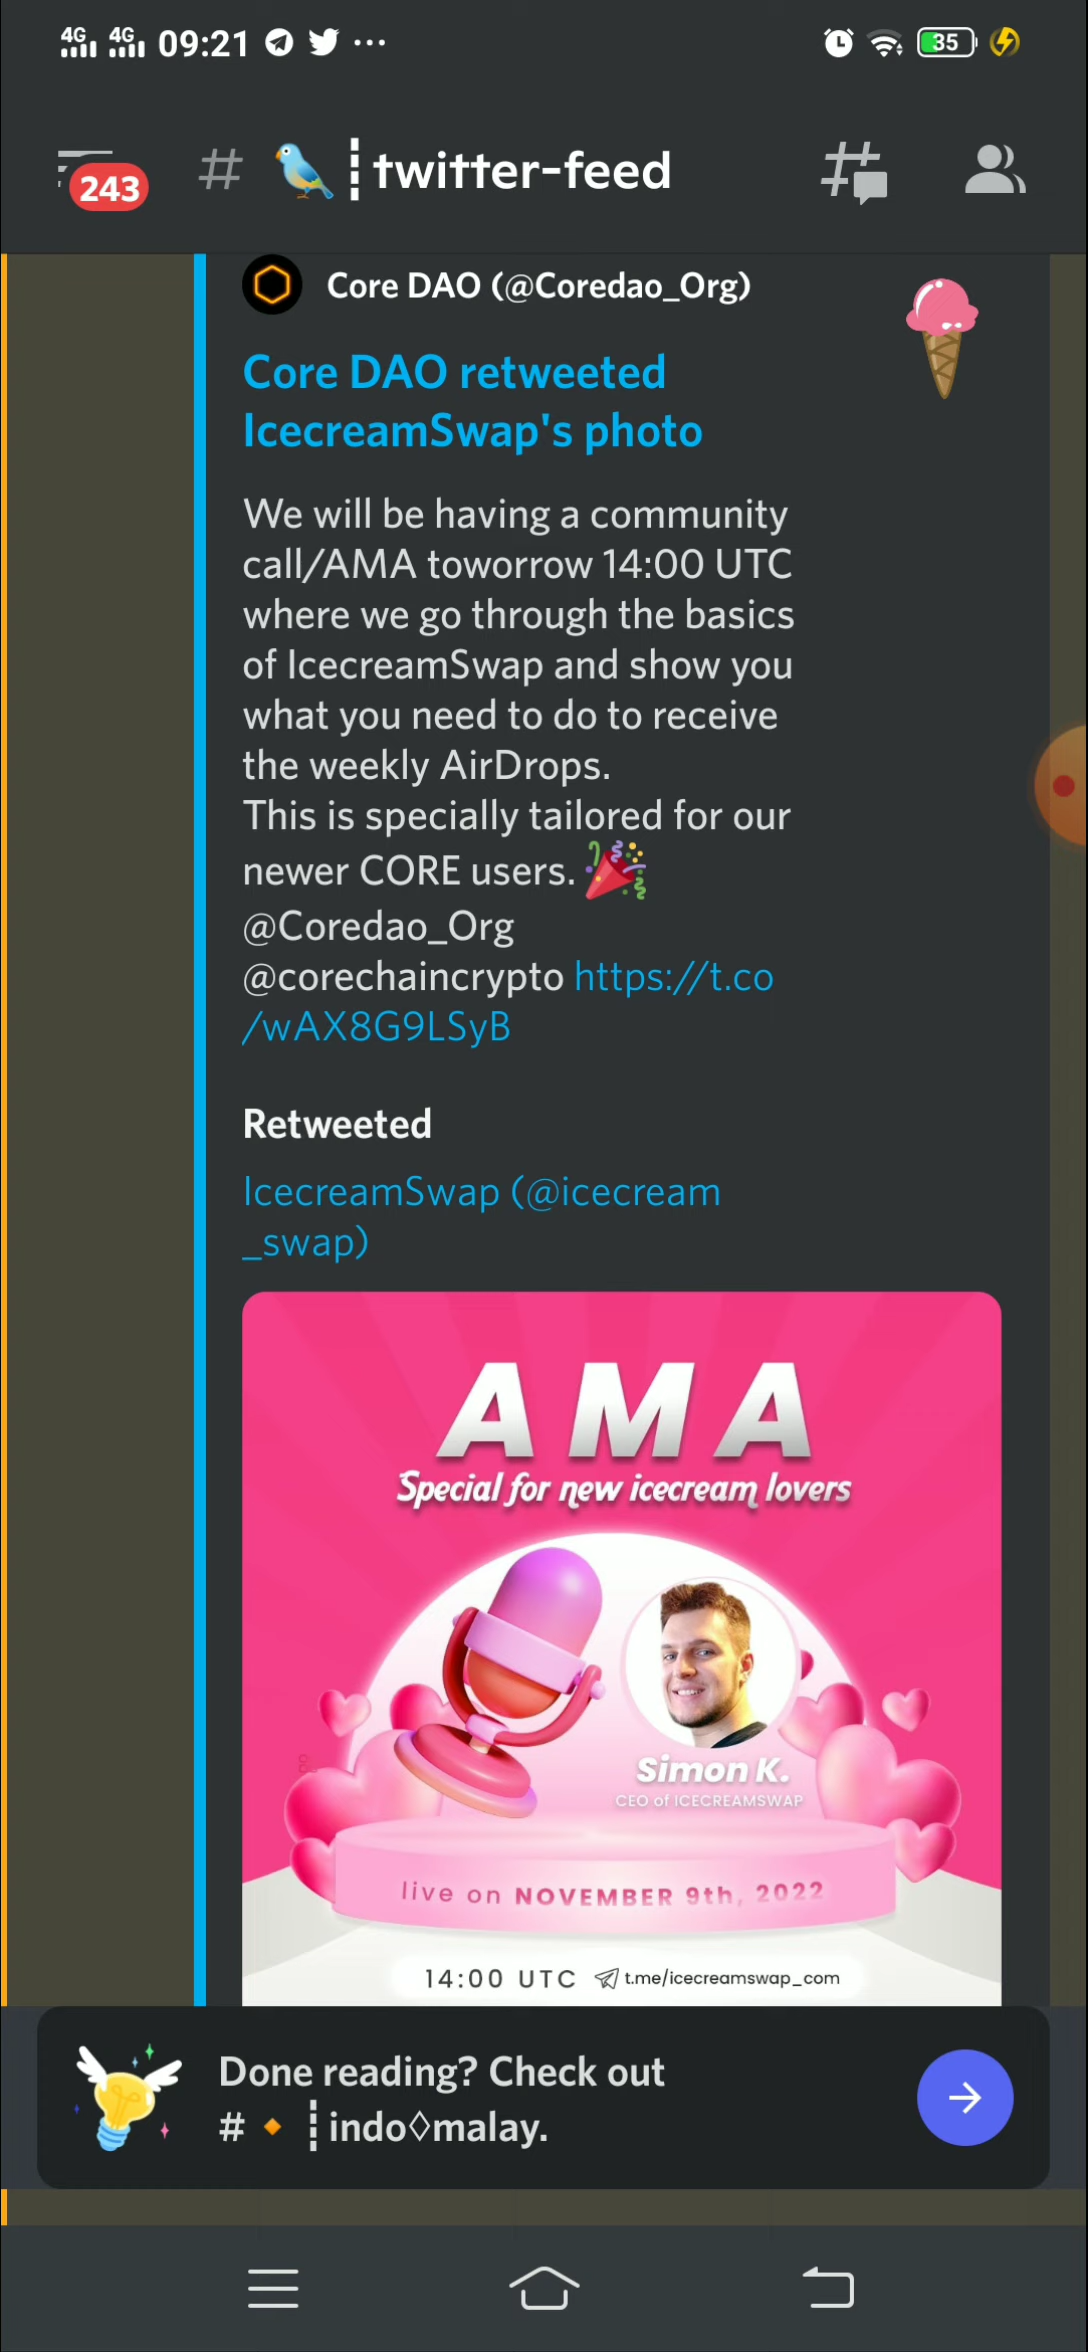 4G 4G 09:21 35
243
# ┋twitter-feed
Core DAO (@Coredao_Org)
Core DAO retweeted
IcecreamSwap's photo
We will be having a community
call/AMA toworrow 14:00 UTC
where we go through the basics
of IcecreamSwap and show you
what you need to do to receive
the weekly AirDrops.
This is specially tailored for our
newer CORE users.
@Coredao_Org
@corechaincrypto https://t.co
/wAX8G9LSyB
Retweeted
IcecreamSwap (@icecream
_swap)
AMA
Special for new icecream lovers
Simon K.
CEO of ICECREAMSWAP
live on NOVEMBER 9th, 2022
14:00 UTC t.me/icecreamswap_com
Done reading? Check out
#🔸┋indo◊malay.